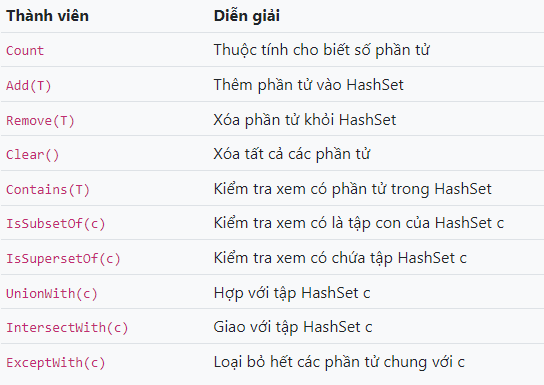 Thành viên Diễn giải
Count Thuộc tính cho biết số phần tử
Add(T) Thêm phần tử vào HashSet
Remove(T) Xóa phần tử khỏi HashSet
Clear() Xóa tất cả các phần tử
Contains(T) Kiểm tra xem có phần tử trong HashSet
IsSubsetOf(c) Kiểm tra xem có là tập con của HashSet c
IsSupersetOf(c) Kiểm tra xem có chứa tập HashSet c
UnionWith(c) Hợp với tập HashSet c
IntersectWith(c) Giao với tập HashSet c
ExceptWith(c) Loại bỏ hết các phần tử chung với c